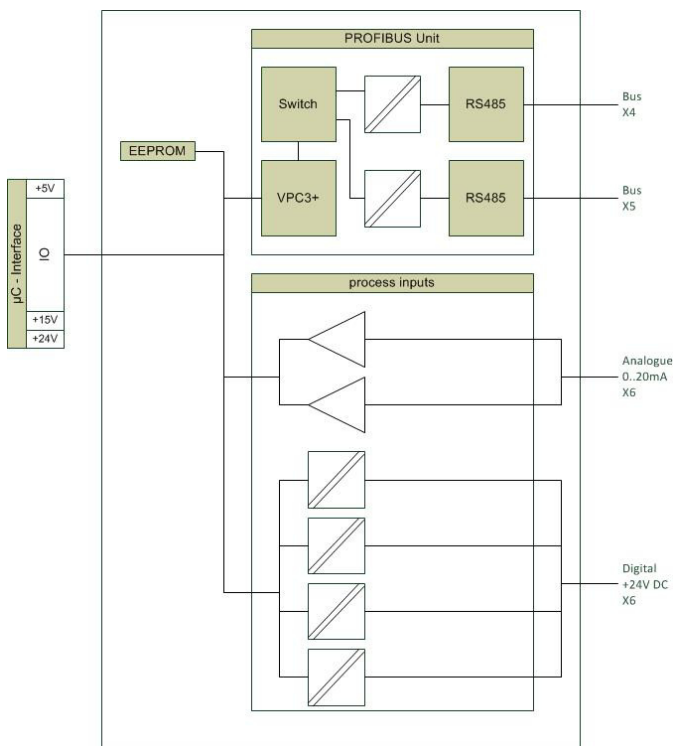 PROFIBUS Unit
Switch
RS485
Bus
X4
EEPROM
VPC3+
RS485
Bus
X5
µC - Interface
+5V
IO
+15V
+24V
process inputs
Analogue
0..20mA
X6
Digital
+24V DC
X6